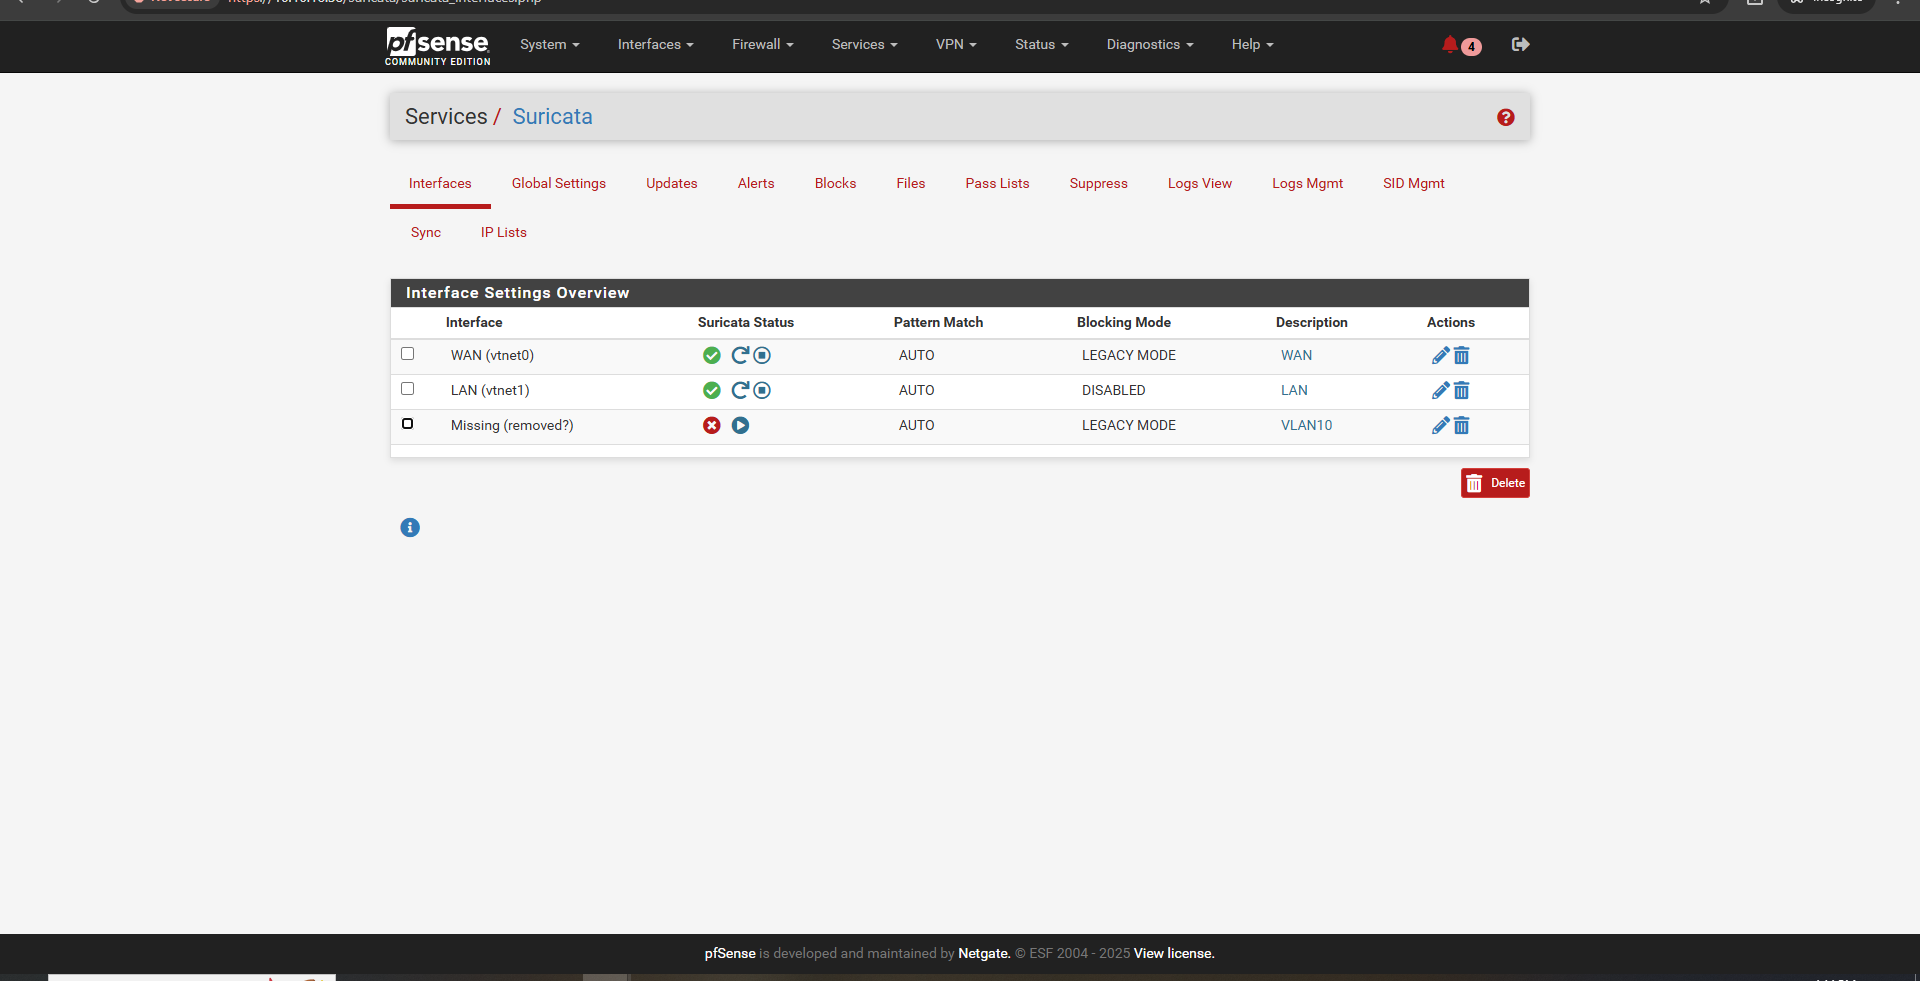 pfsense
COMMUNITY EDITION
System
Interfaces
Firewall
Services
VPN
Status
Diagnostics
Help
4
Services / Suricata
?
Interfaces
Global Settings
Updates
Alerts
Blocks
Files
Pass Lists
Suppress
Logs View
Logs Mgmt
SID Mgmt
Sync
IP Lists
Interface Settings Overview
Interface Suricata Status Pattern Match Blocking Mode Description Actions
WAN (vtnet0) AUTO LEGACY MODE WAN
LAN (vtnet1) AUTO DISABLED LAN
Missing (removed?) AUTO LEGACY MODE VLAN10
Delete
i
pfSense is developed and maintained by Netgate. © ESF 2004 - 2025 View license.